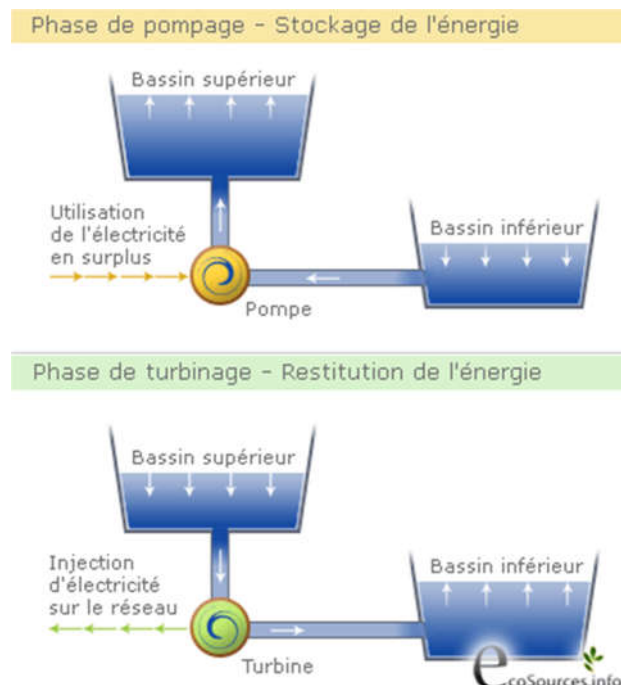 Phase de pompage - Stockage de l'énergie
Bassin supérieur
Utilisation
de l'électricité
en surplus
Bassin inférieur
Pompe
Phase de turbinage - Restitution de l'énergie
Bassin supérieur
Injection
d'électricité
sur le réseau
Bassin inférieur
Turbine
ecoSources.info